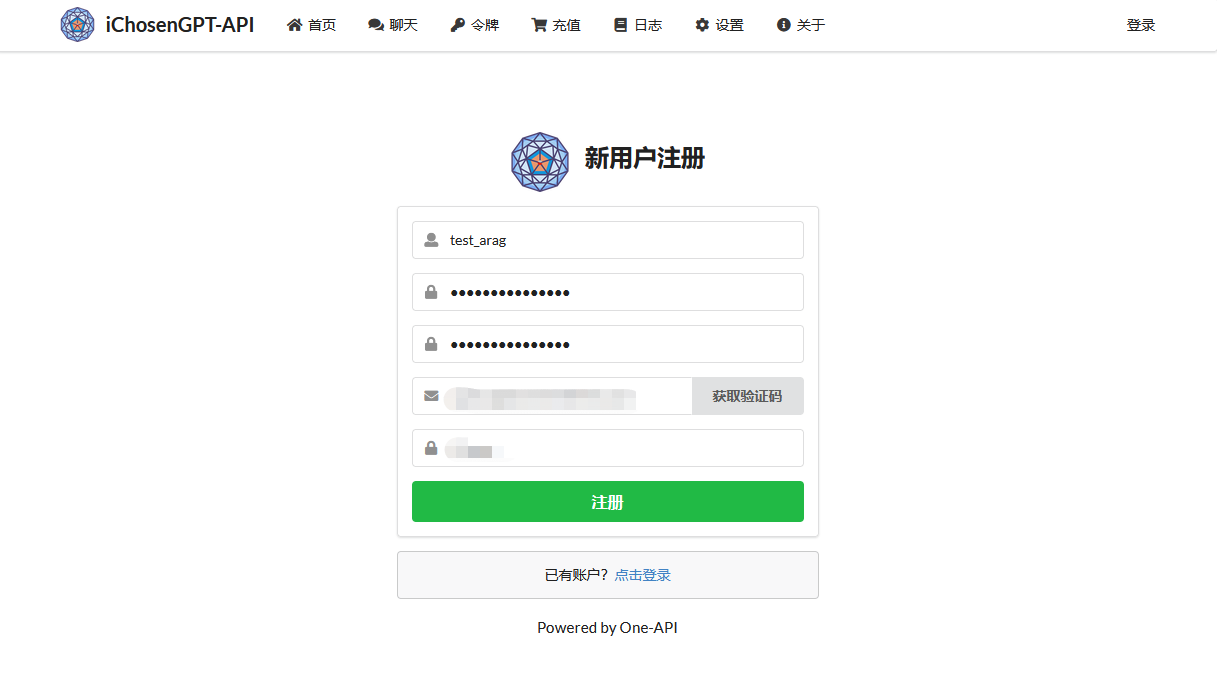 iChosenGPT-API 首页 聊天 令牌 充值 日志 设置 关于 登录
新用户注册
test_arag
获取验证码
注册
已有账户？点击登录
Powered by One-API